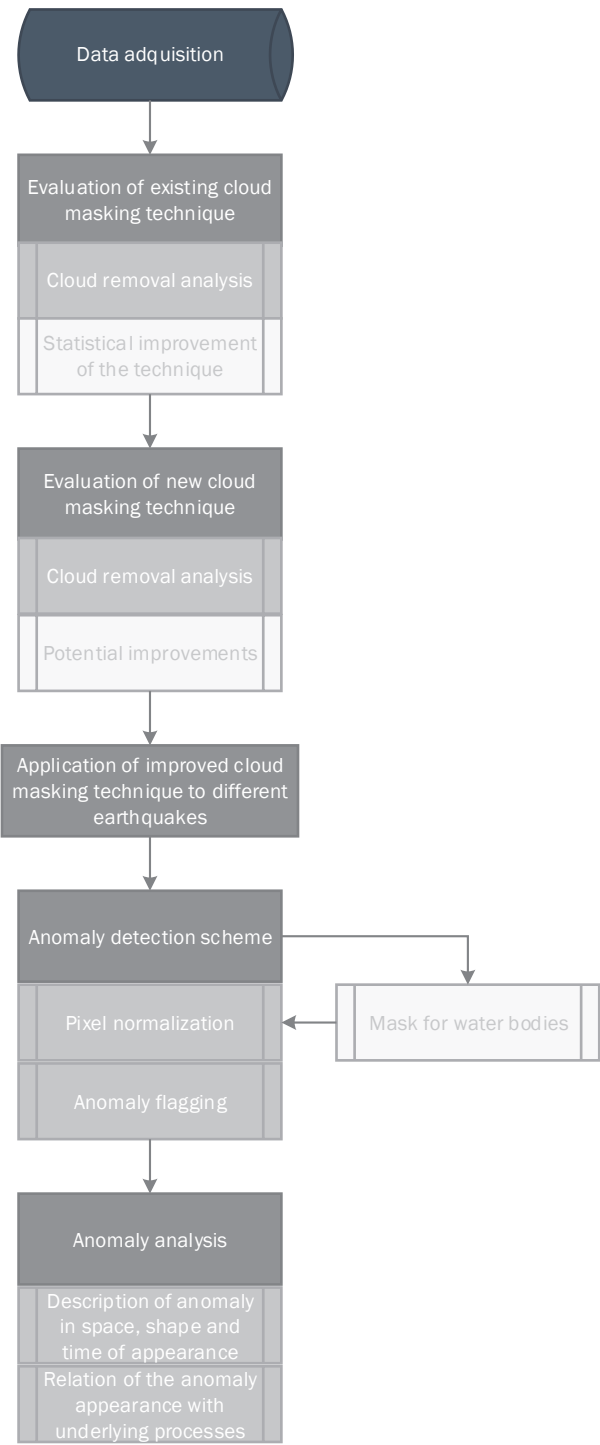 Data adquisition
Evaluation of existing cloud
masking technique
Cloud removal analysis
Statistical improvement
of the technique
Evaluation of new cloud
masking technique
Cloud removal analysis
Potential improvements
Application of improved cloud
masking technique to different
earthquakes
Anomaly detection scheme
Pixel normalization
Mask for water bodies
Anomaly flagging
Anomaly analysis
Description of anomaly
in space, shape and
time of appearance
Relation of the anomaly
appearance with
underlying processes